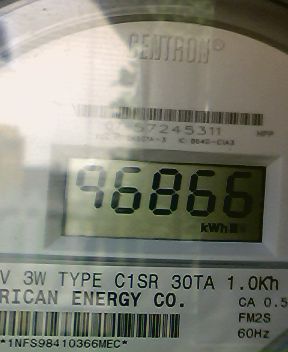 CENTRON®
57245311
HPP
96866
kWh
V 3W TYPE C1SR 30TA 1.0Kh
RICAN ENERGY CO.
CA 0.5
FM2S
60Hz
*1NFS98410366MEC*